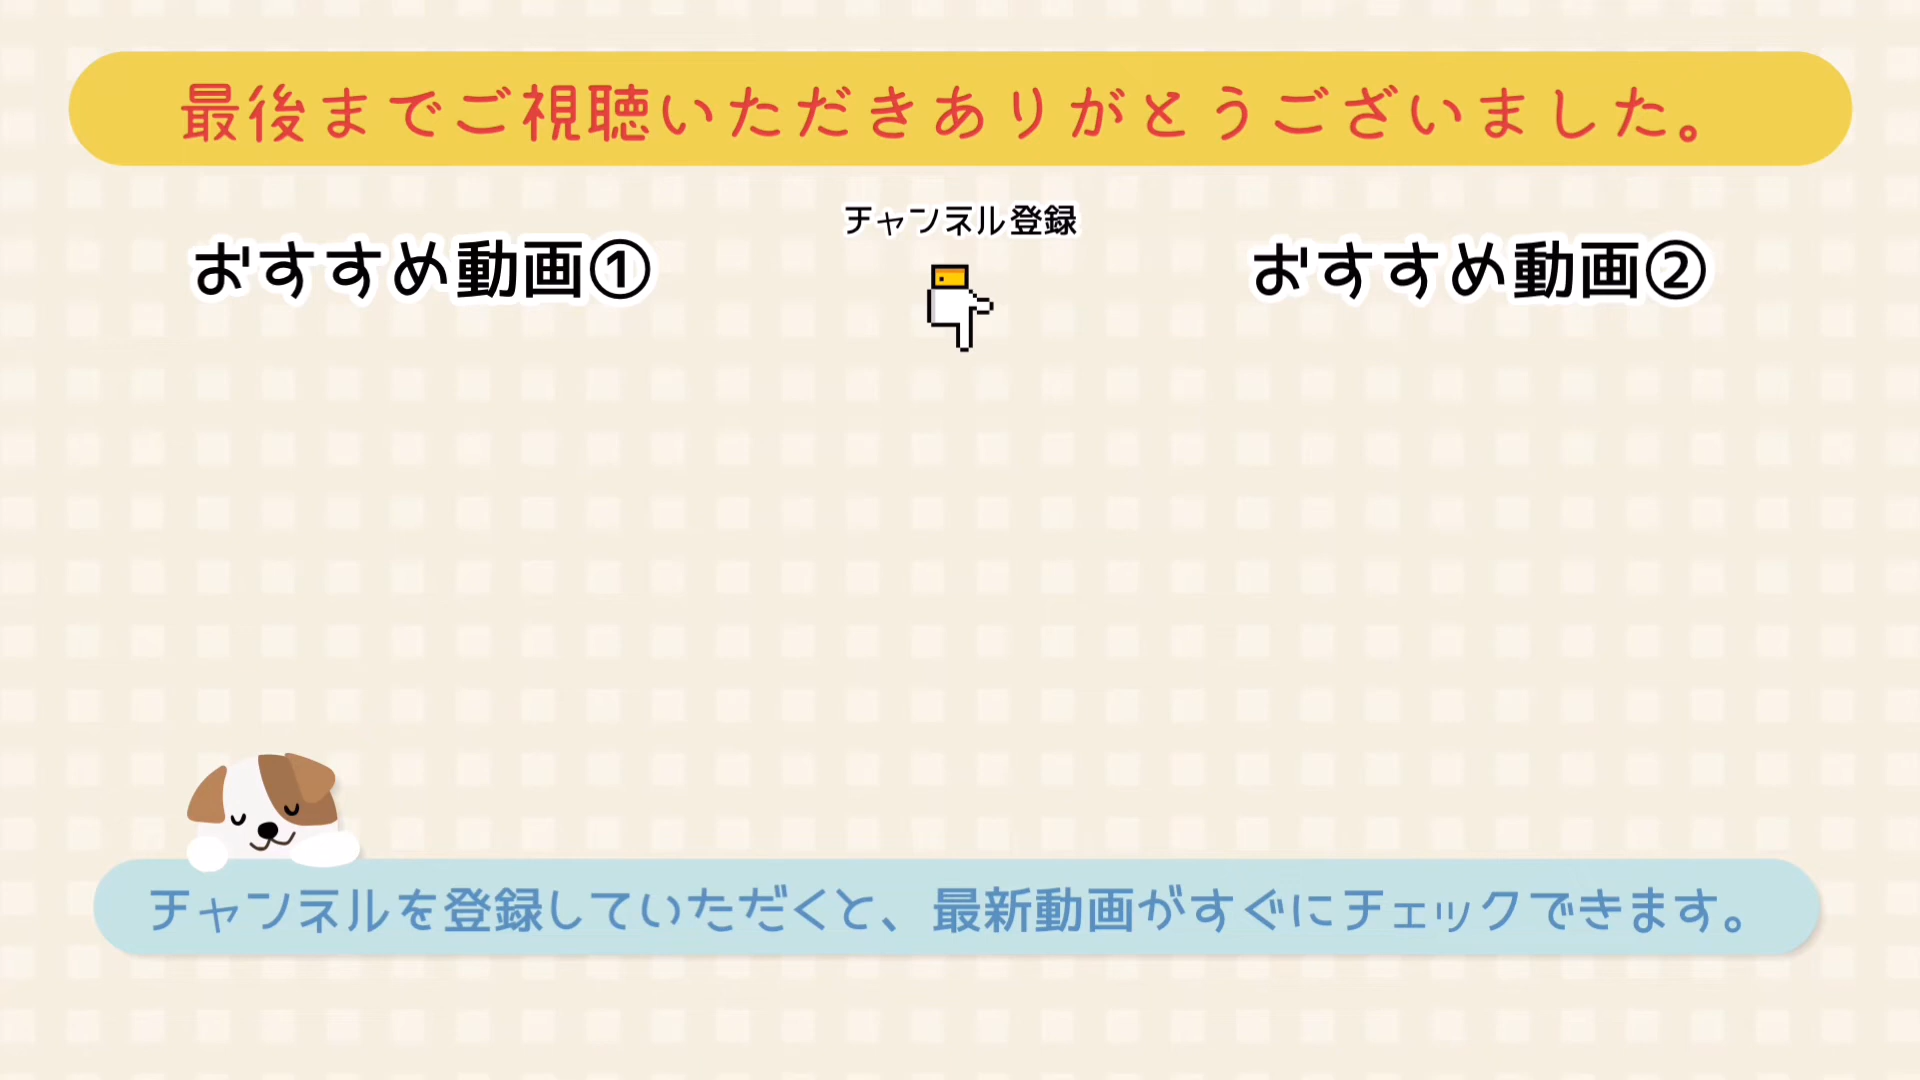 最後までご視聴いただきありがとうございました。
チャンネル登録
おすすめ動画①
おすすめ動画②
チャンネルを登録していただくと、最新動画がすぐにチェックできます。